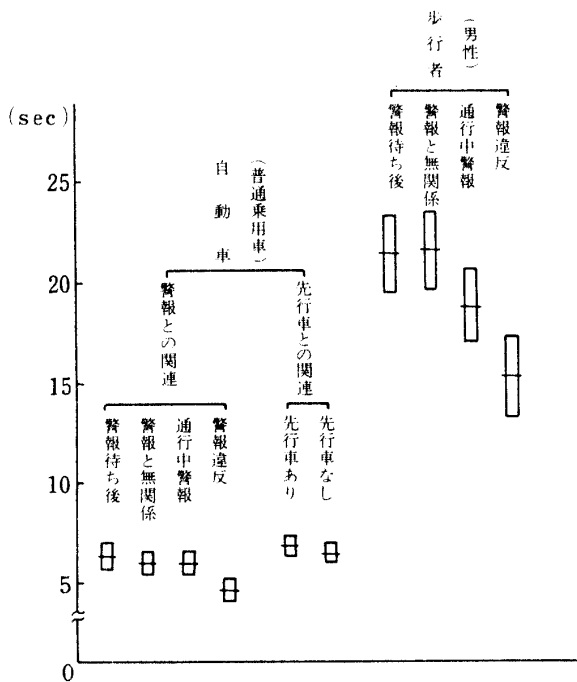 (sec)
25
20
15
10
5
0
自動車
(普通乗用車)
警報との関連
警報待ち後
警報と無関係
通行中警報
警報違反
先行車との関連
先行車あり
先行車なし
歩行者
(男性)
警報待ち後
警報と無関係
通行中警報
警報違反